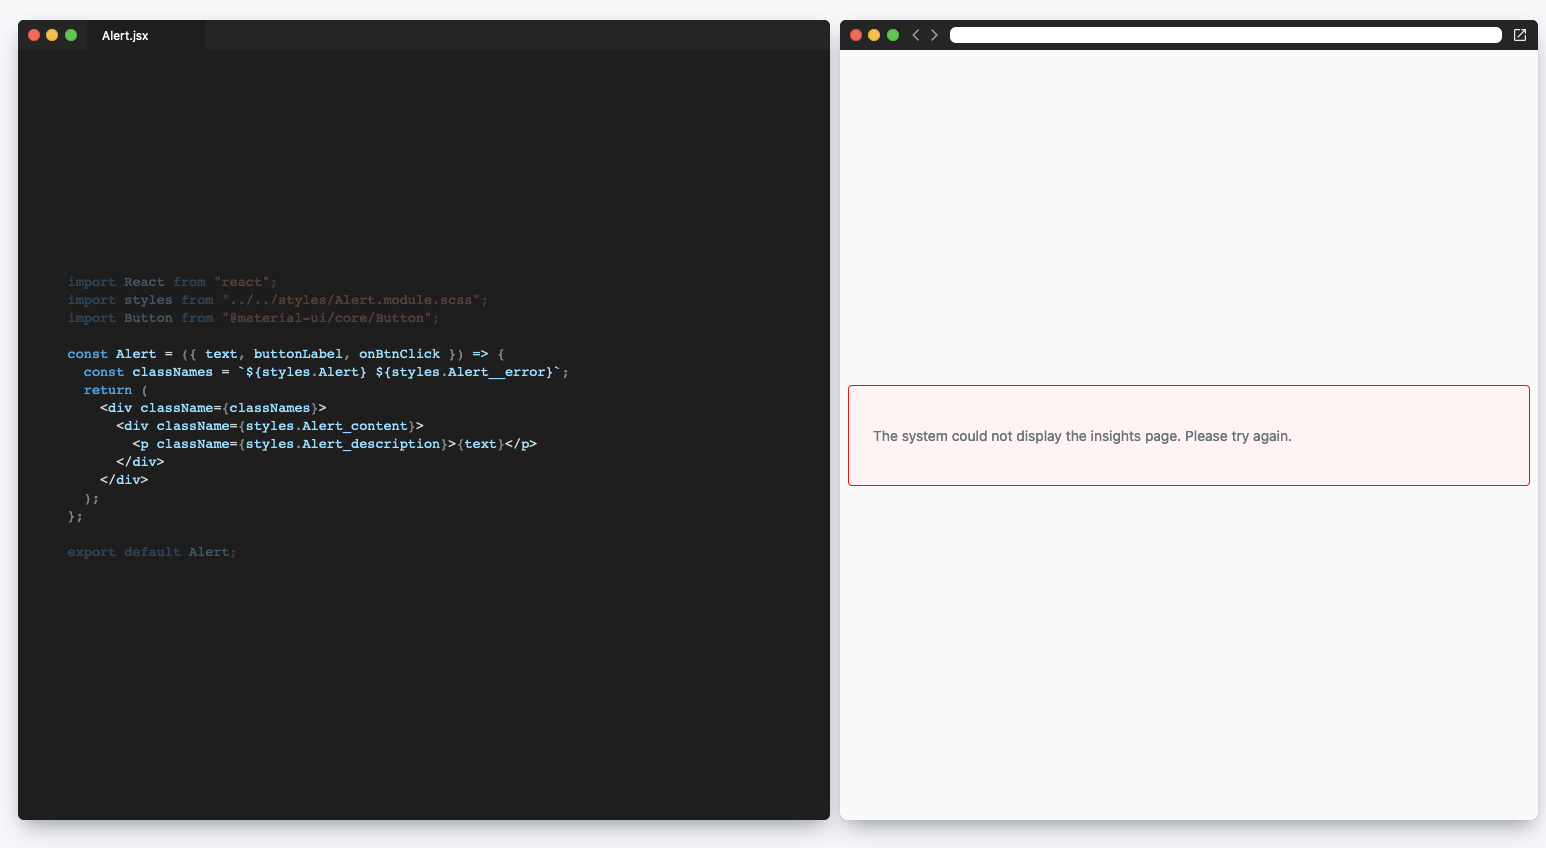 Alert.jsx
import React from "react";
import styles from "../../styles/Alert.module.scss";
import Button from "@material-ui/core/Button";
const Alert = ({ text, buttonLabel, onBtnClick }) => {
const classNames = `${styles.Alert} ${styles.Alert__error}`;
return (
<div className={classNames}>
<div className={styles.Alert_content}>
<p className={styles.Alert_description}>{text}</p>
</div>
</div>
);
};
export default Alert;
The system could not display the insights page. Please try again.